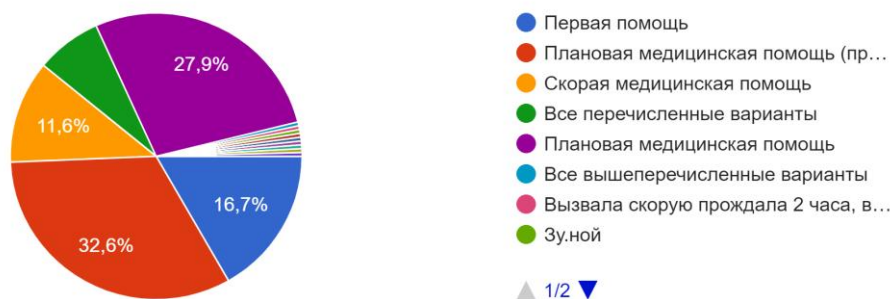 27,9%
11,6%
16,7%
32,6%
Первая помощь
Плановая медицинская помощь (пр…
Скорая медицинская помощь
Все перечисленные варианты
Плановая медицинская помощь
Все вышеперечисленные варианты
Вызвала скорую прождала 2 часа, в…
Зу.ной
1/2